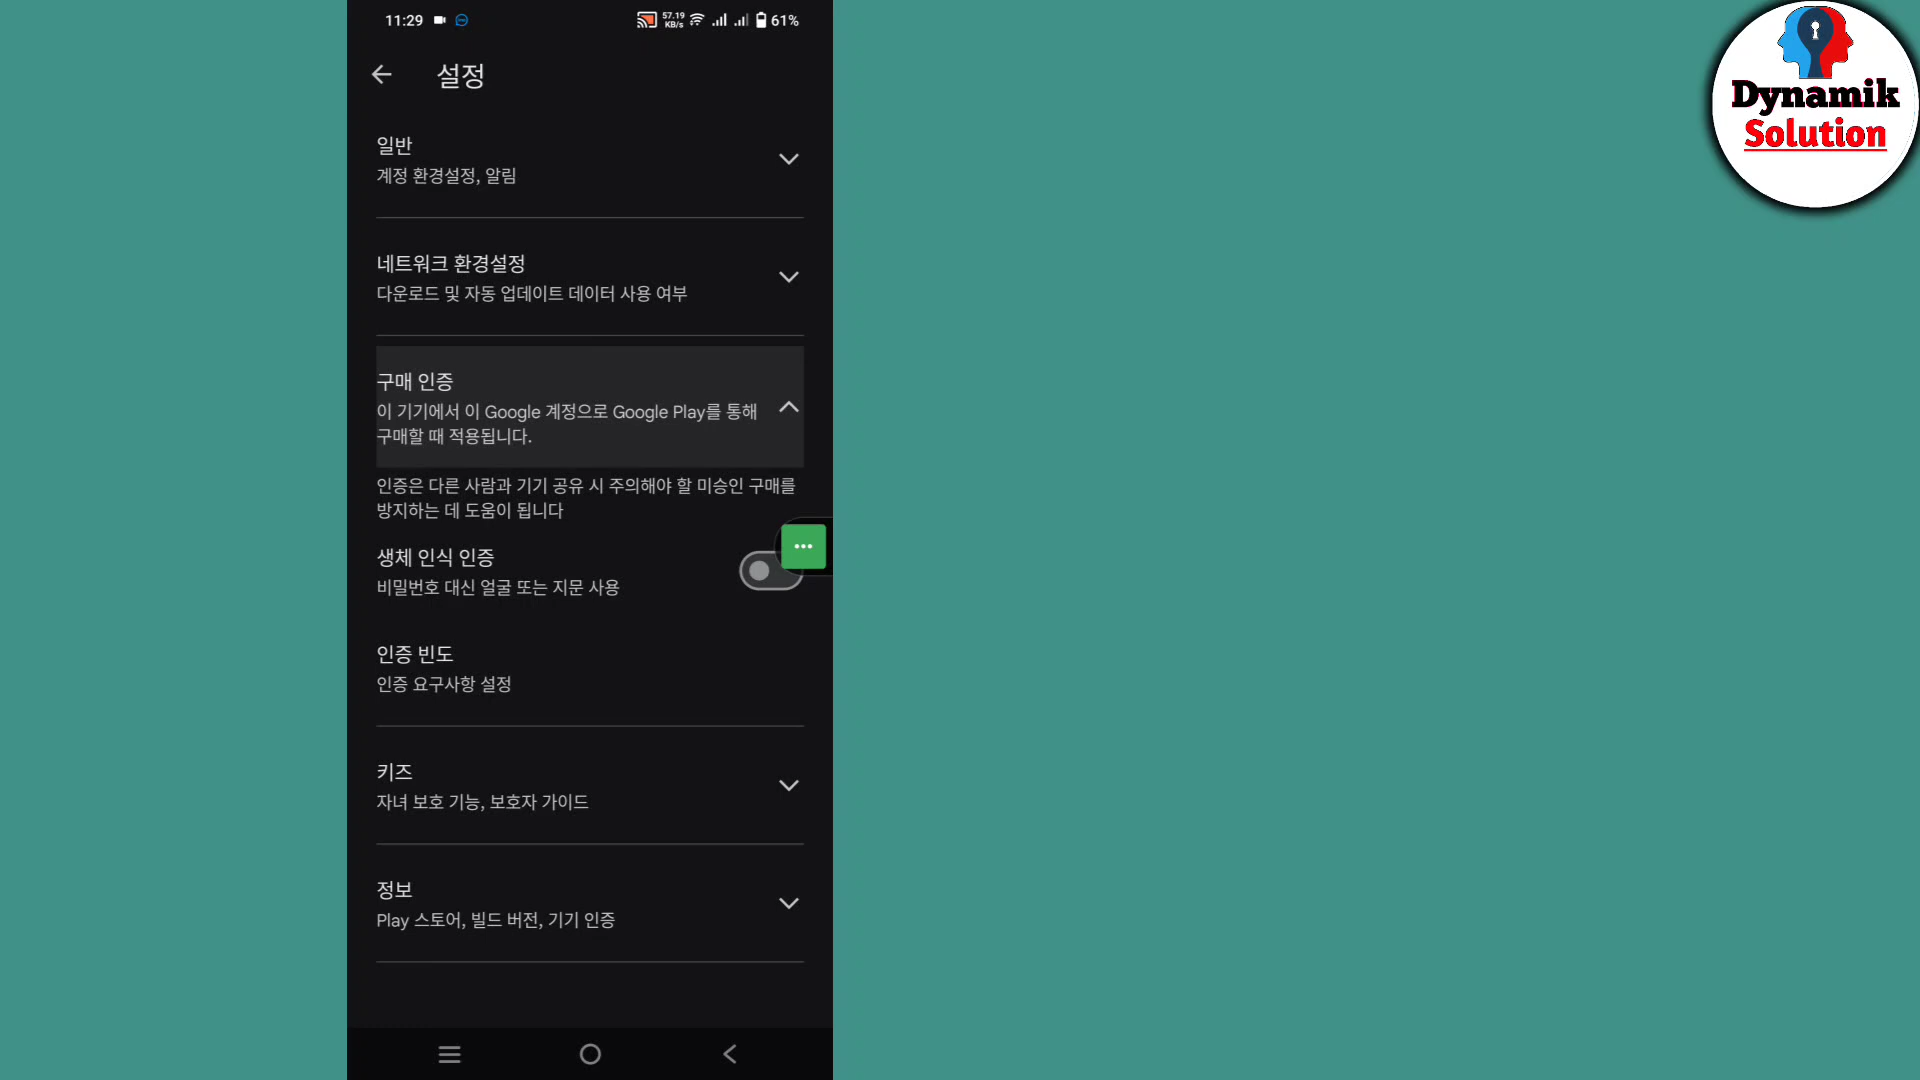 11:29
57.19
KB/s
61%
설정
일반
계정 환경설정, 알림
네트워크 환경설정
다운로드 및 자동 업데이트 데이터 사용 여부
구매 인증
이 기기에서 이 Google 계정으로 Google Play를 통해
구매할 때 적용됩니다.
인증은 다른 사람과 기기 공유 시 주의해야 할 미승인 구매를
방지하는 데 도움이 됩니다
생체 인식 인증
비밀번호 대신 얼굴 또는 지문 사용
인증 빈도
인증 요구사항 설정
키즈
자녀 보호 기능, 보호자 가이드
정보
Play 스토어, 빌드 버전, 기기 인증
Dynamik
Solution